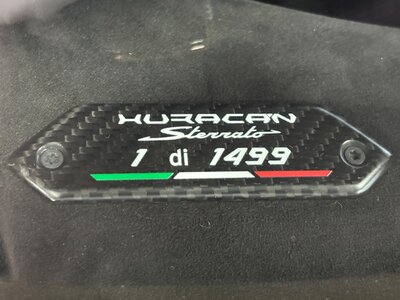 HURACAN
Sterrato
1 di 1499